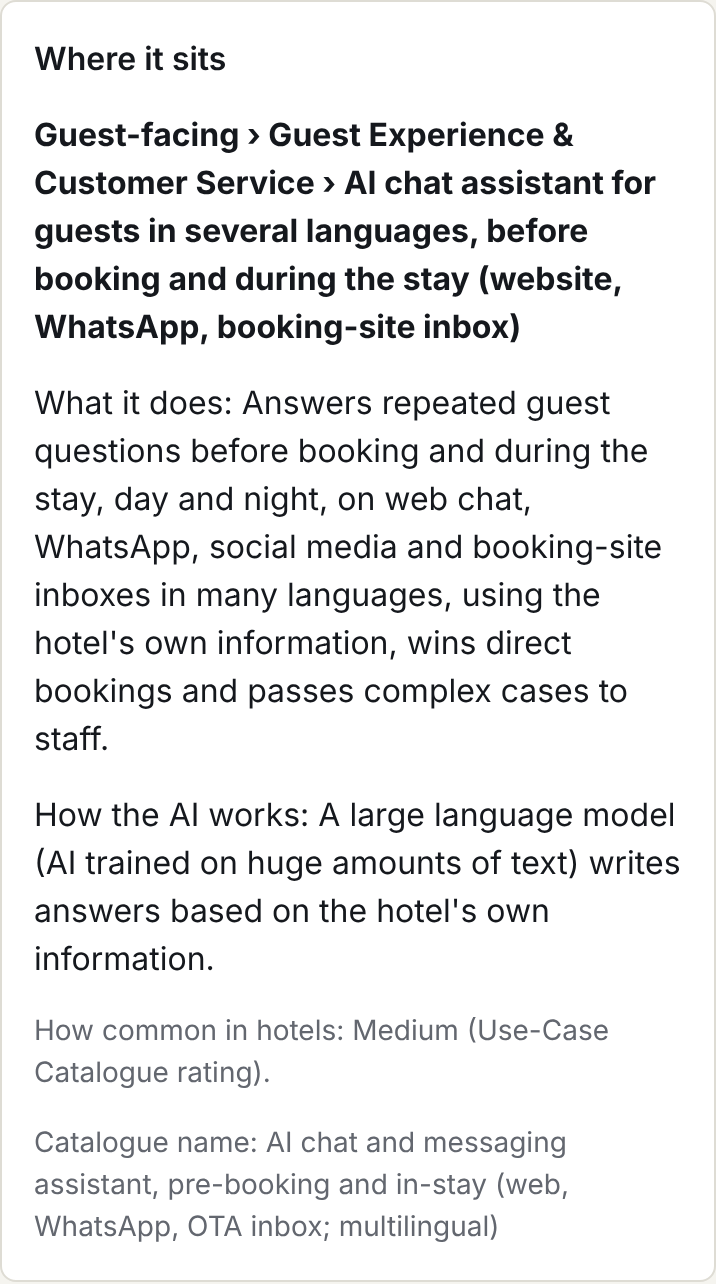 Where it sits
Guest-facing › Guest Experience &
Customer Service › AI chat assistant for
guests in several languages, before
booking and during the stay (website,
WhatsApp, booking-site inbox)
What it does: Answers repeated guest
questions before booking and during the
stay, day and night, on web chat,
WhatsApp, social media and booking-site
inboxes in many languages, using the
hotel's own information, wins direct
bookings and passes complex cases to
staff.
How the AI works: A large language model
(AI trained on huge amounts of text) writes
answers based on the hotel's own
information.
How common in hotels: Medium (Use-Case
Catalogue rating).
Catalogue name: AI chat and messaging
assistant, pre-booking and in-stay (web,
WhatsApp, OTA inbox; multilingual)